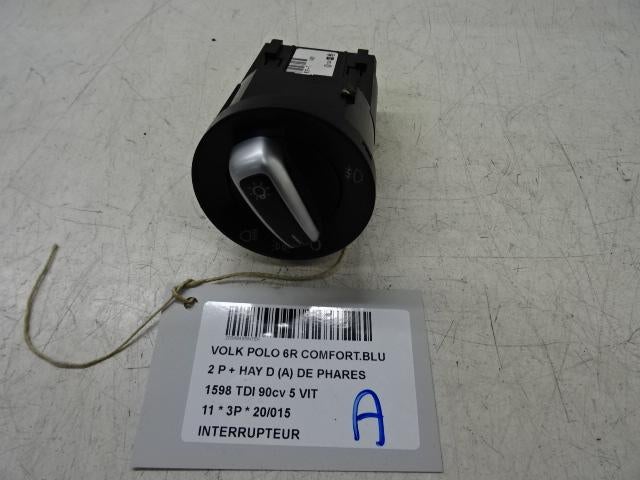 VOLK POLO 6R COMFORT.BLU
2 P + HAY D (A) DE PHARES
1598 TDI 90cv 5 VIT
11 * 3P * 20/015
INTERRUPTEUR
A